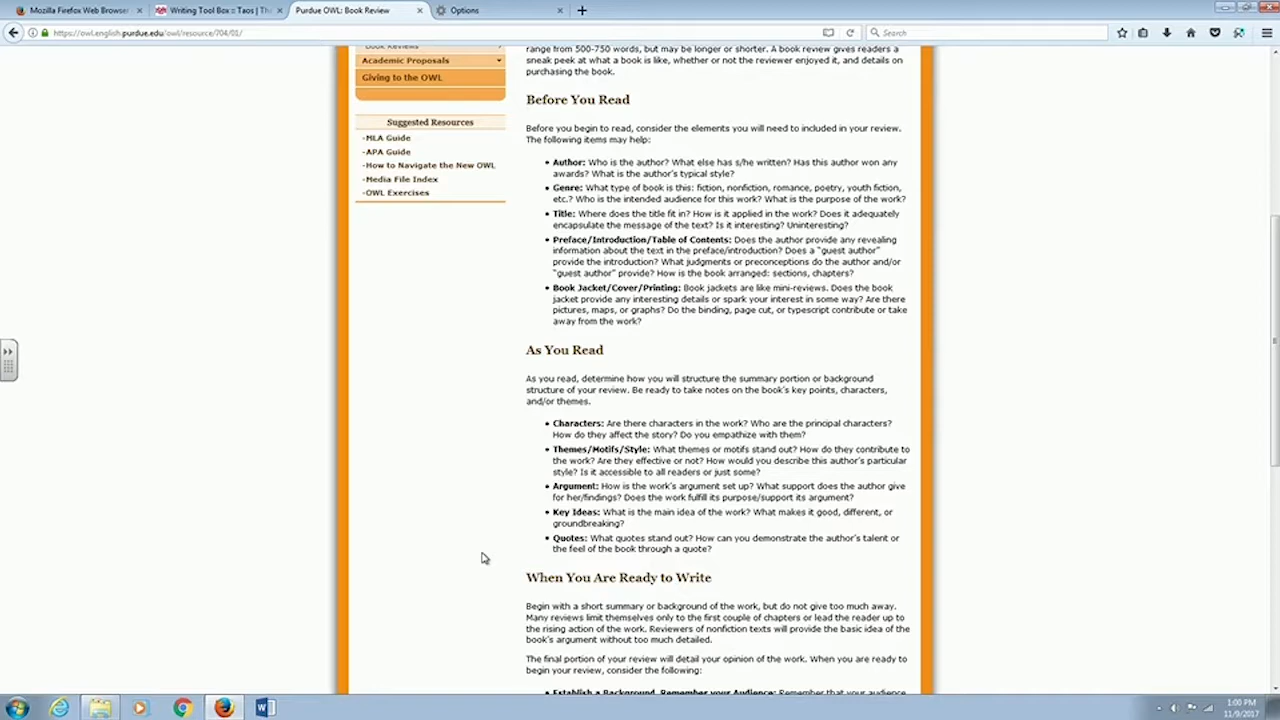 Mozilla Firefox Web Browser
Writing Tool Box :: Taos | Th
Purdue OWL: Book Review
Options
https://owl.english.purdue.edu/owl/resource/704/01/
Search
Book Reviews
Academic Proposals
Giving to the OWL
Suggested Resources
-MLA Guide
-APA Guide
-How to Navigate the New OWL
-Media File Index
-OWL Exercises
range from 500-750 words, but may be longer or shorter. A book review gives readers a
sneak peek at what a book is like, whether or not the reviewer enjoyed it, and details on
purchasing the book.
Before You Read
Before you begin to read, consider the elements you will need to included in your review.
The following items may help:
• Author: Who is the author? What else has s/he written? Has this author won any
awards? What is the author's typical style?
• Genre: What type of book is this: fiction, nonfiction, romance, poetry, youth fiction,
etc.? Who is the intended audience for this work? What is the purpose of the work?
• Title: Where does the title fit in? How is it applied in the work? Does it adequately
encapsulate the message of the text? Is it interesting? Uninteresting?
• Preface/Introduction/Table of Contents: Does the author provide any revealing
information about the text in the preface/introduction? Does a "guest author"
provide the introduction? What judgments or preconceptions do the author and/or
"guest author" provide? How is the book arranged: sections, chapters?
• Book Jacket/Cover/Printing: Book jackets are like mini-reviews. Does the book
jacket provide any interesting details or spark your interest in some way? Are there
pictures, maps, or graphs? Do the binding, page cut, or typescript contribute or take
away from the work?
As You Read
As you read, determine how you will structure the summary portion or background
structure of your review. Be ready to take notes on the book's key points, characters,
and/or themes.
• Characters: Are there characters in the work? Who are the principal characters?
How do they affect the story? Do you empathize with them?
• Themes/Motifs/Style: What themes or motifs stand out? How do they contribute to
the work? Are they effective or not? How would you describe this author's particular
style? Is it accessible to all readers or just some?
• Argument: How is the work's argument set up? What support does the author give
for her/findings? Does the work fulfill its purpose/support its argument?
• Key Ideas: What is the main idea of the work? What makes it good, different, or
groundbreaking?
• Quotes: What quotes stand out? How can you demonstrate the author's talent or
the feel of the book through a quote?
When You Are Ready to Write
Begin with a short summary or background of the work, but do not give too much away.
Many reviews limit themselves only to the first couple of chapters or lead the reader up to
the rising action of the work. Reviewers of nonfiction texts will provide the basic idea of the
book's argument without too much detailed.
The final portion of your review will detail your opinion of the work. When you are ready to
begin your review, consider the following:
• Establish a Background, Remember your Audience: Remember that your audience
1:00 PM
11/9/2017